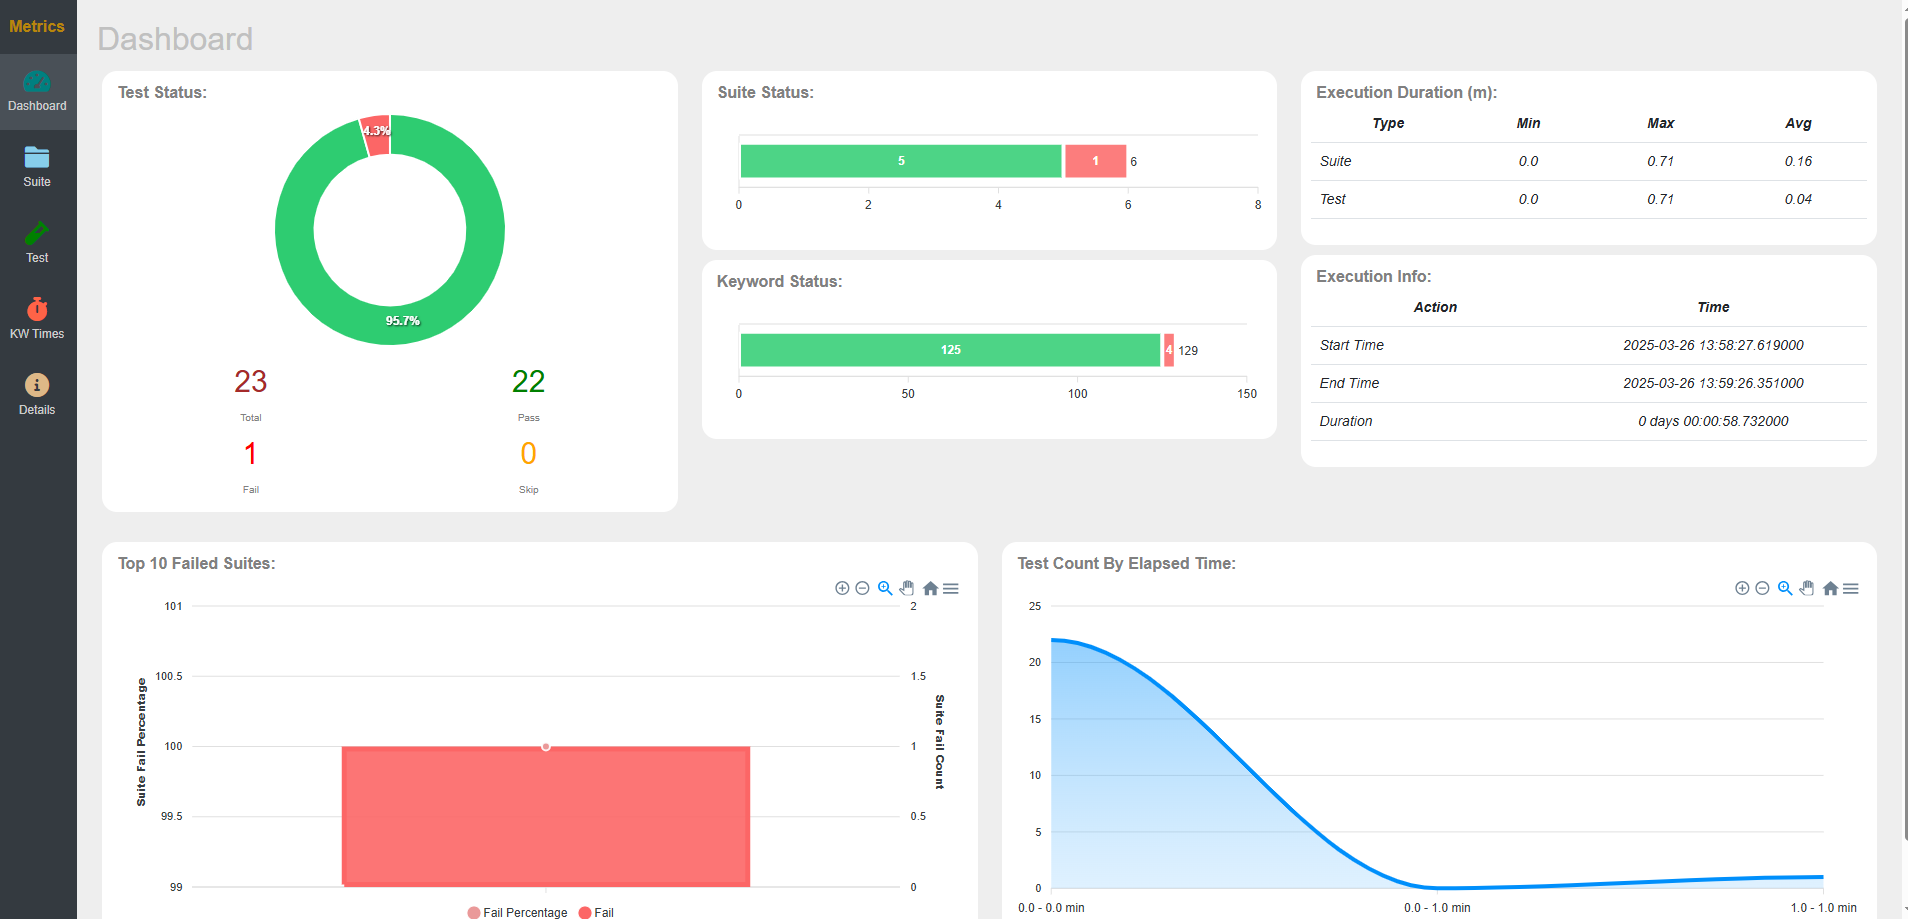 Metrics
Dashboard
Suite
Test
KW Times
Details
Dashboard
Test Status:
4.3%
95.7%
23
Total
22
Pass
1
Fail
0
Skip
Suite Status:
5
1
6
0 2 4 6 8
Keyword Status:
125
4
129
0 50 100 150
Execution Duration (m):
Type Min Max Avg
Suite 0.0 0.71 0.16
Test 0.0 0.71 0.04
Execution Info:
Action Time
Start Time 2025-03-26 13:58:27.619000
End Time 2025-03-26 13:59:26.351000
Duration 0 days 00:00:58.732000
Top 10 Failed Suites:
Suite Fail Percentage
101
100.5
100
99.5
99
2
1.5
1
0.5
0
Suite Fail Count
Fail Percentage Fail
Test Count By Elapsed Time:
25
20
15
10
5
0
0.0 - 0.0 min 0.0 - 1.0 min 1.0 - 1.0 min